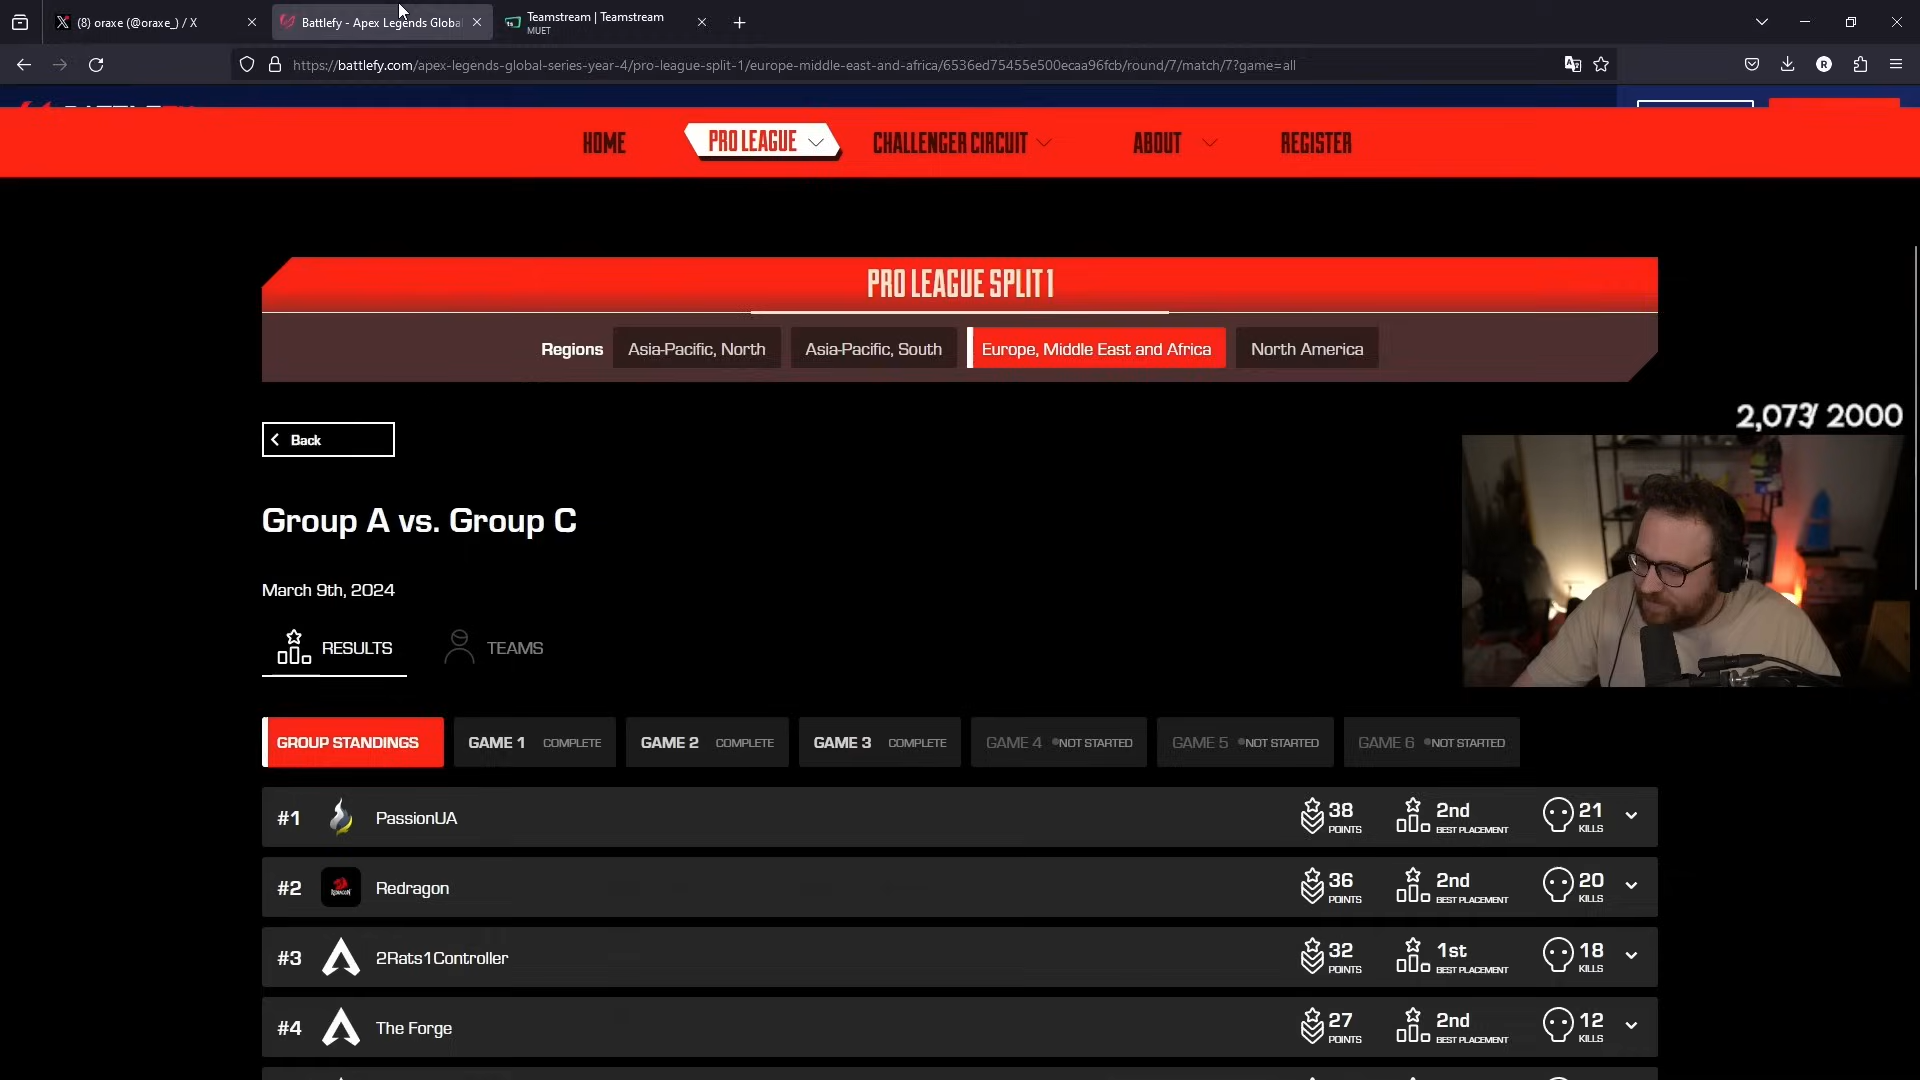 (8) oraxe (@oraxe_) / X
Battlefy - Apex Legends Global
Teamstream | Teamstream
MUET
https://battlefy.com/apex-legends-global-series-year-4/pro-league-split-1/europe-middle-east-and-africa/6536ed75455e500ecaa96fcb/round/7/match/7?game=all
HOME
PRO LEAGUE
CHALLENGER CIRCUIT
ABOUT
REGISTER
PRO LEAGUE SPLIT 1
Regions
Asia-Pacific, North
Asia-Pacific, South
Europe, Middle East and Africa
North America
Back
2,073/ 2000
Group A vs. Group C
March 9th, 2024
RESULTS
TEAMS
GROUP STANDINGS
GAME 1 COMPLETE
GAME 2 COMPLETE
GAME 3 COMPLETE
GAME 4 NOT STARTED
GAME 5 NOT STARTED
GAME 6 NOT STARTED
#1 PassionUA 38 POINTS 2nd BEST PLACEMENT 21 KILLS
#2 REDRAGON Redragon 36 POINTS 2nd BEST PLACEMENT 20 KILLS
#3 2Rats1Controller 32 POINTS 1st BEST PLACEMENT 18 KILLS
#4 The Forge 27 POINTS 2nd BEST PLACEMENT 12 KILLS